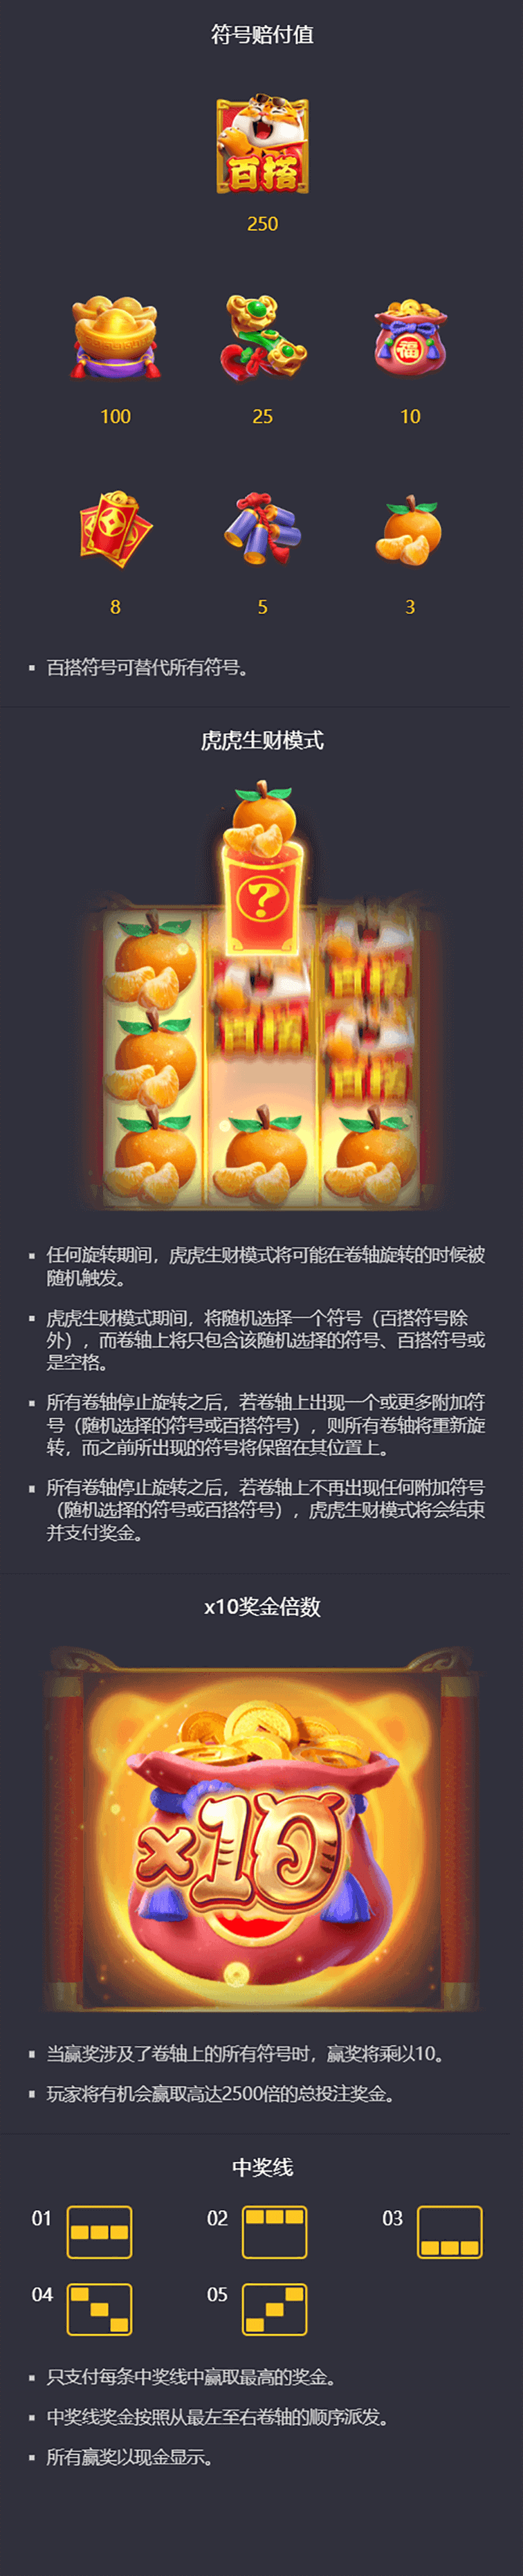 符号赔付值
百搭
250
福
100
25
10
8
5
3
百搭符号可替代所有符号。
虎虎生财模式
?
任何旋转期间，虎虎生财模式将可能在卷轴旋转的时候被
随机触发。
虎虎生财模式期间，将随机选择一个符号（百搭符号除
外），而卷轴上将只包含该随机选择的符号、百搭符号或
是空格。
所有卷轴停止旋转之后，若卷轴上出现一个或更多附加符
号（随机选择的符号或百搭符号），则所有卷轴将重新旋
转，而之前所出现的符号将保留在其位置上。
所有卷轴停止旋转之后，若卷轴上不再出现任何附加符号
（随机选择的符号或百搭符号），虎虎生财模式将会结束
并支付奖金。
x10奖金倍数
x10
当赢奖涉及了卷轴上的所有符号时，赢奖将乘以10。
玩家将有机会赢取高达2500倍的总投注奖金。
中奖线
01
02
03
04
05
只支付每条中奖线中赢取最高的奖金。
中奖线奖金按照从最左至右卷轴的顺序派发。
所有赢奖以现金显示。